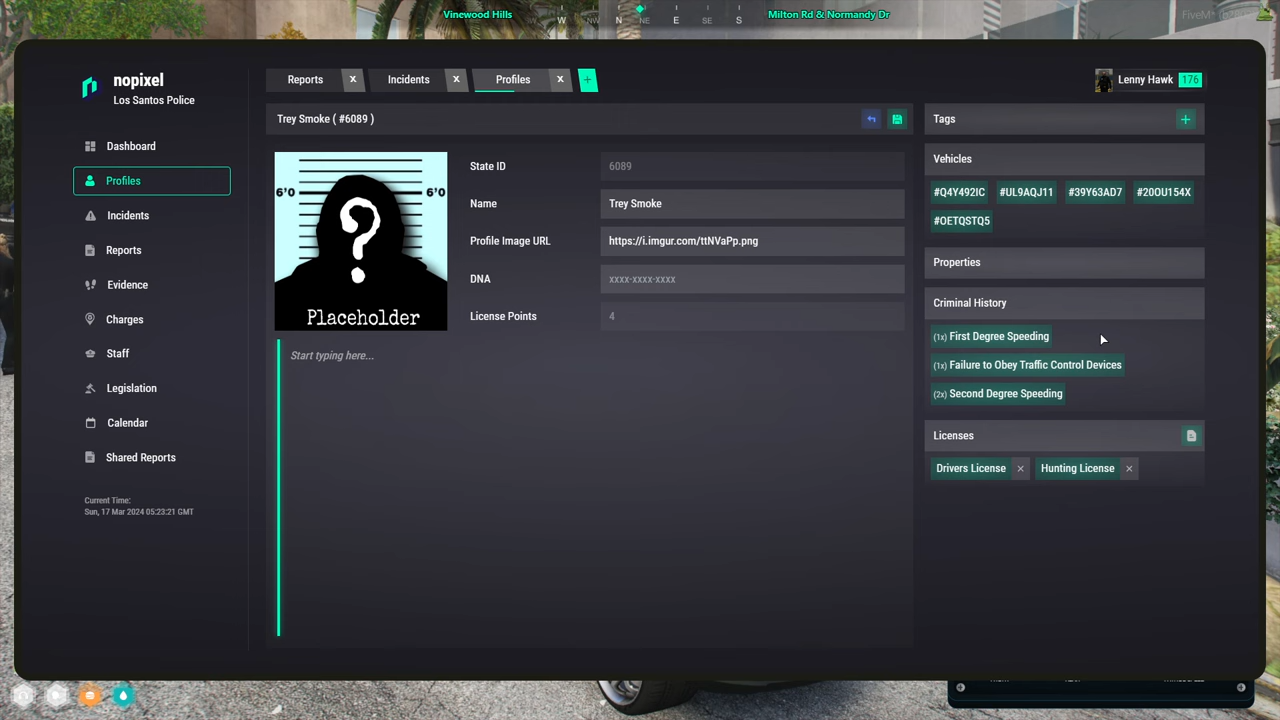 Vinewood Hills
W NW N NE E SE S
Milton Rd & Normandy Dr
FiveM
nopixel
Los Santos Police
Reports x Incidents x Profiles x +
Lenny Hawk 176
Dashboard
Profiles
Incidents
Reports
Evidence
Charges
Staff
Legislation
Calendar
Shared Reports
Current Time:
Sun, 17 Mar 2024 05:23:21 GMT
Trey Smoke ( #6089 )
6'0 6'0
?
Placeholder
State ID 6089
Name Trey Smoke
Profile Image URL https://i.imgur.com/ttNVaPp.png
DNA xxxx-xxxx-xxxx
License Points 4
Start typing here...
Tags +
Vehicles
#Q4Y492IC #UL9AQJ11 #39Y63AD7 #20OU154X
#OETQSTQ5
Properties
Criminal History
(1x) First Degree Speeding
(1x) Failure to Obey Traffic Control Devices
(2x) Second Degree Speeding
Licenses
Drivers License × Hunting License ×